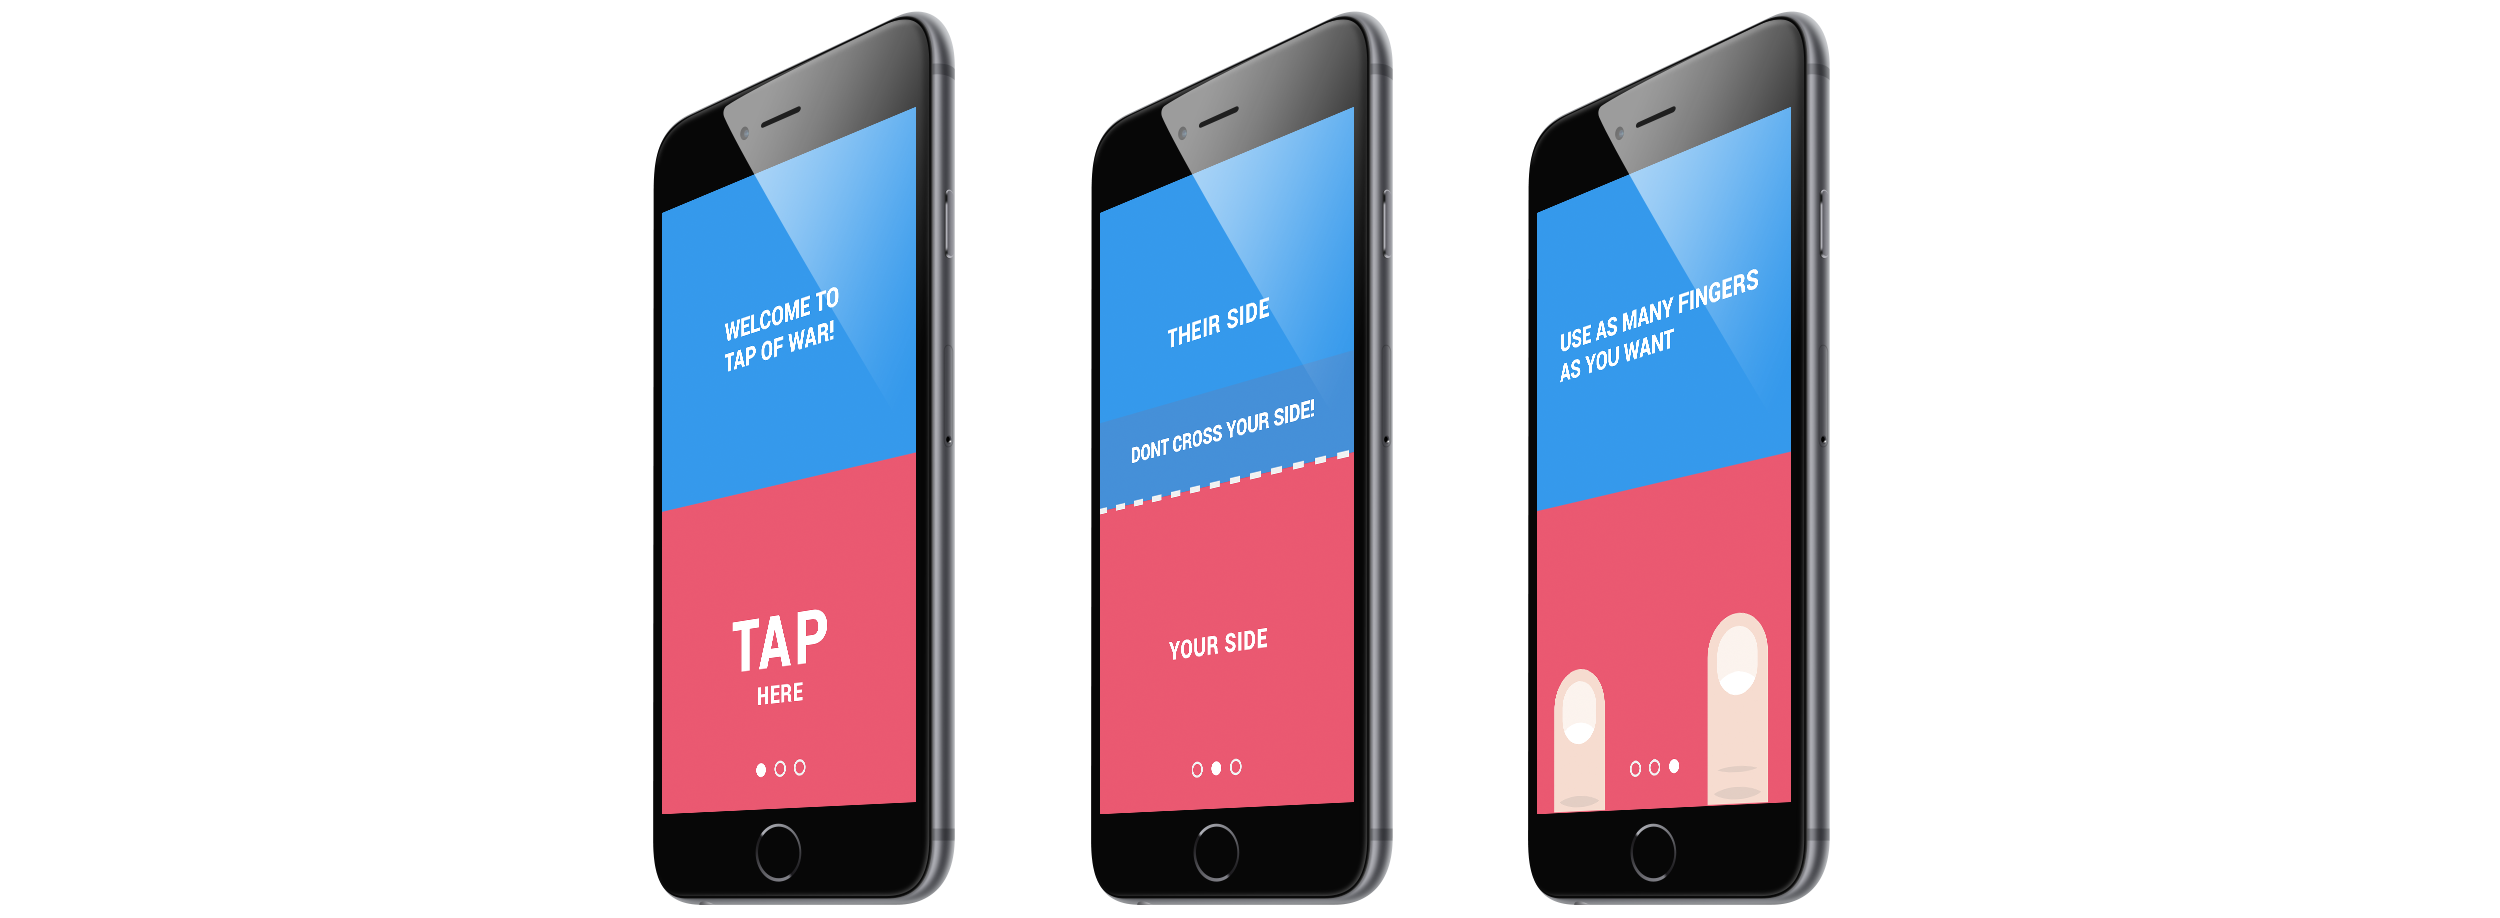 WELCOME TO
TAP OF WAR!
TAP
HERE
THEIR SIDE
DONT CROSS YOUR SIDE!
YOUR SIDE
USE AS MANY FINGERS
AS YOU WANT